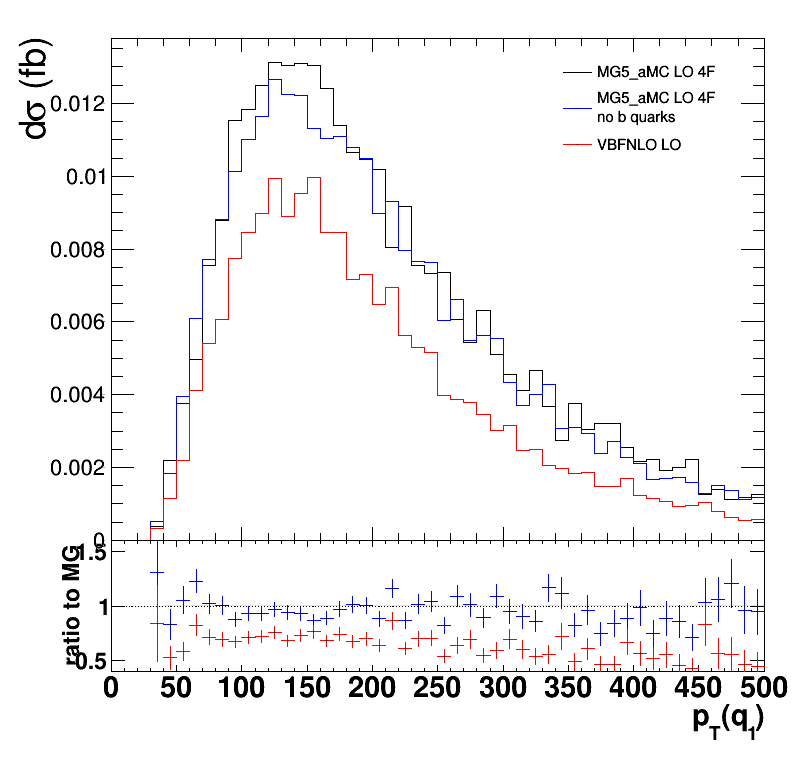 dσ (fb)
MG5_aMC LO 4F
MG5_aMC LO 4F
no b quarks
VBFNLO LO
0.012
0.01
0.008
0.006
0.004
0.002
0
ratio to MG
1.5
1
0.5
0 50 100 150 200 250 300 350 400 450 500
p_T(q_1)